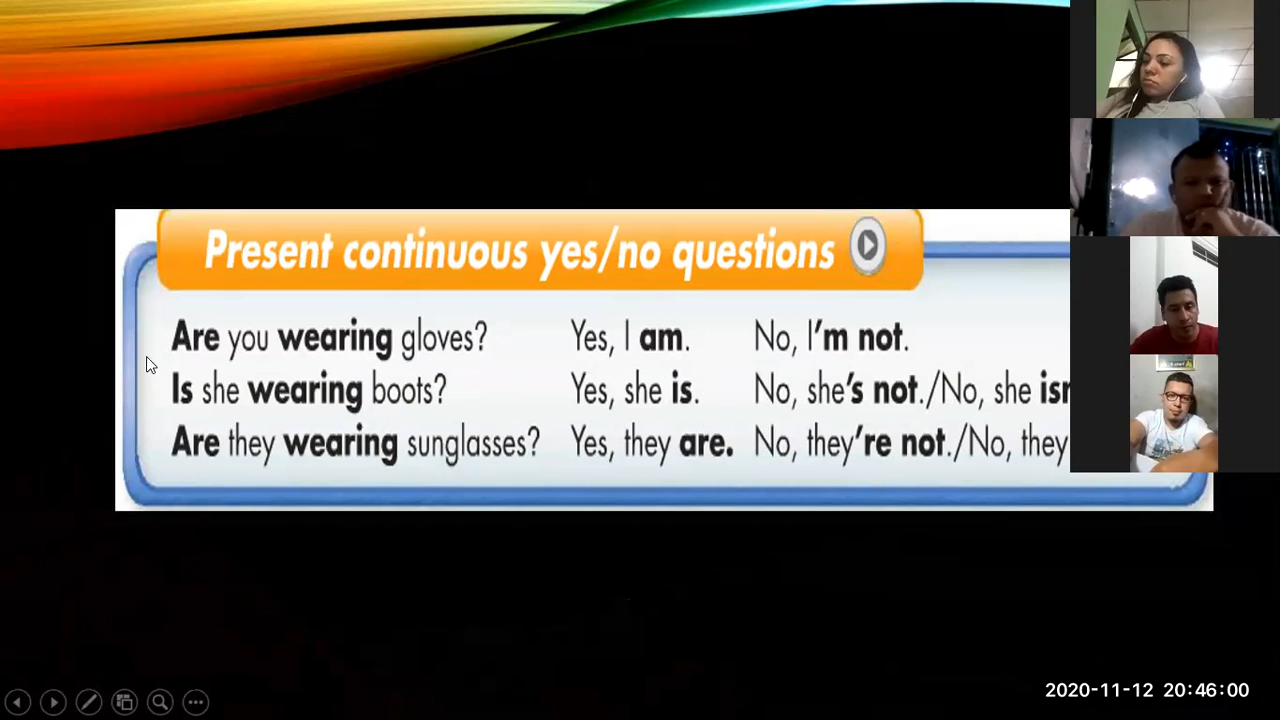 Present continuous yes/no questions
Are you wearing gloves? Yes, I am. No, I'm not.
Is she wearing boots? Yes, she is. No, she's not./No, she
Are they wearing sunglasses? Yes, they are. No, they're not./No, they
2020-11-12 20:46:00